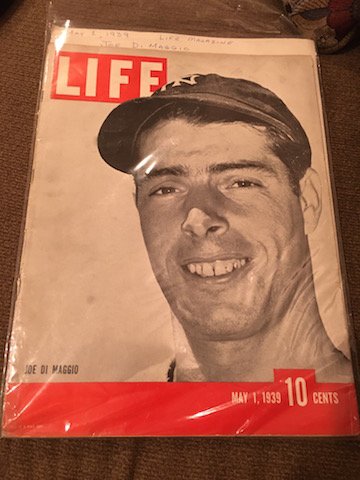 MAY 1, 1939 LIFE MAGAZINE
JOE DI MAGGIO
LIFE
JOE DI MAGGIO
MAY 1, 1939 10 CENTS